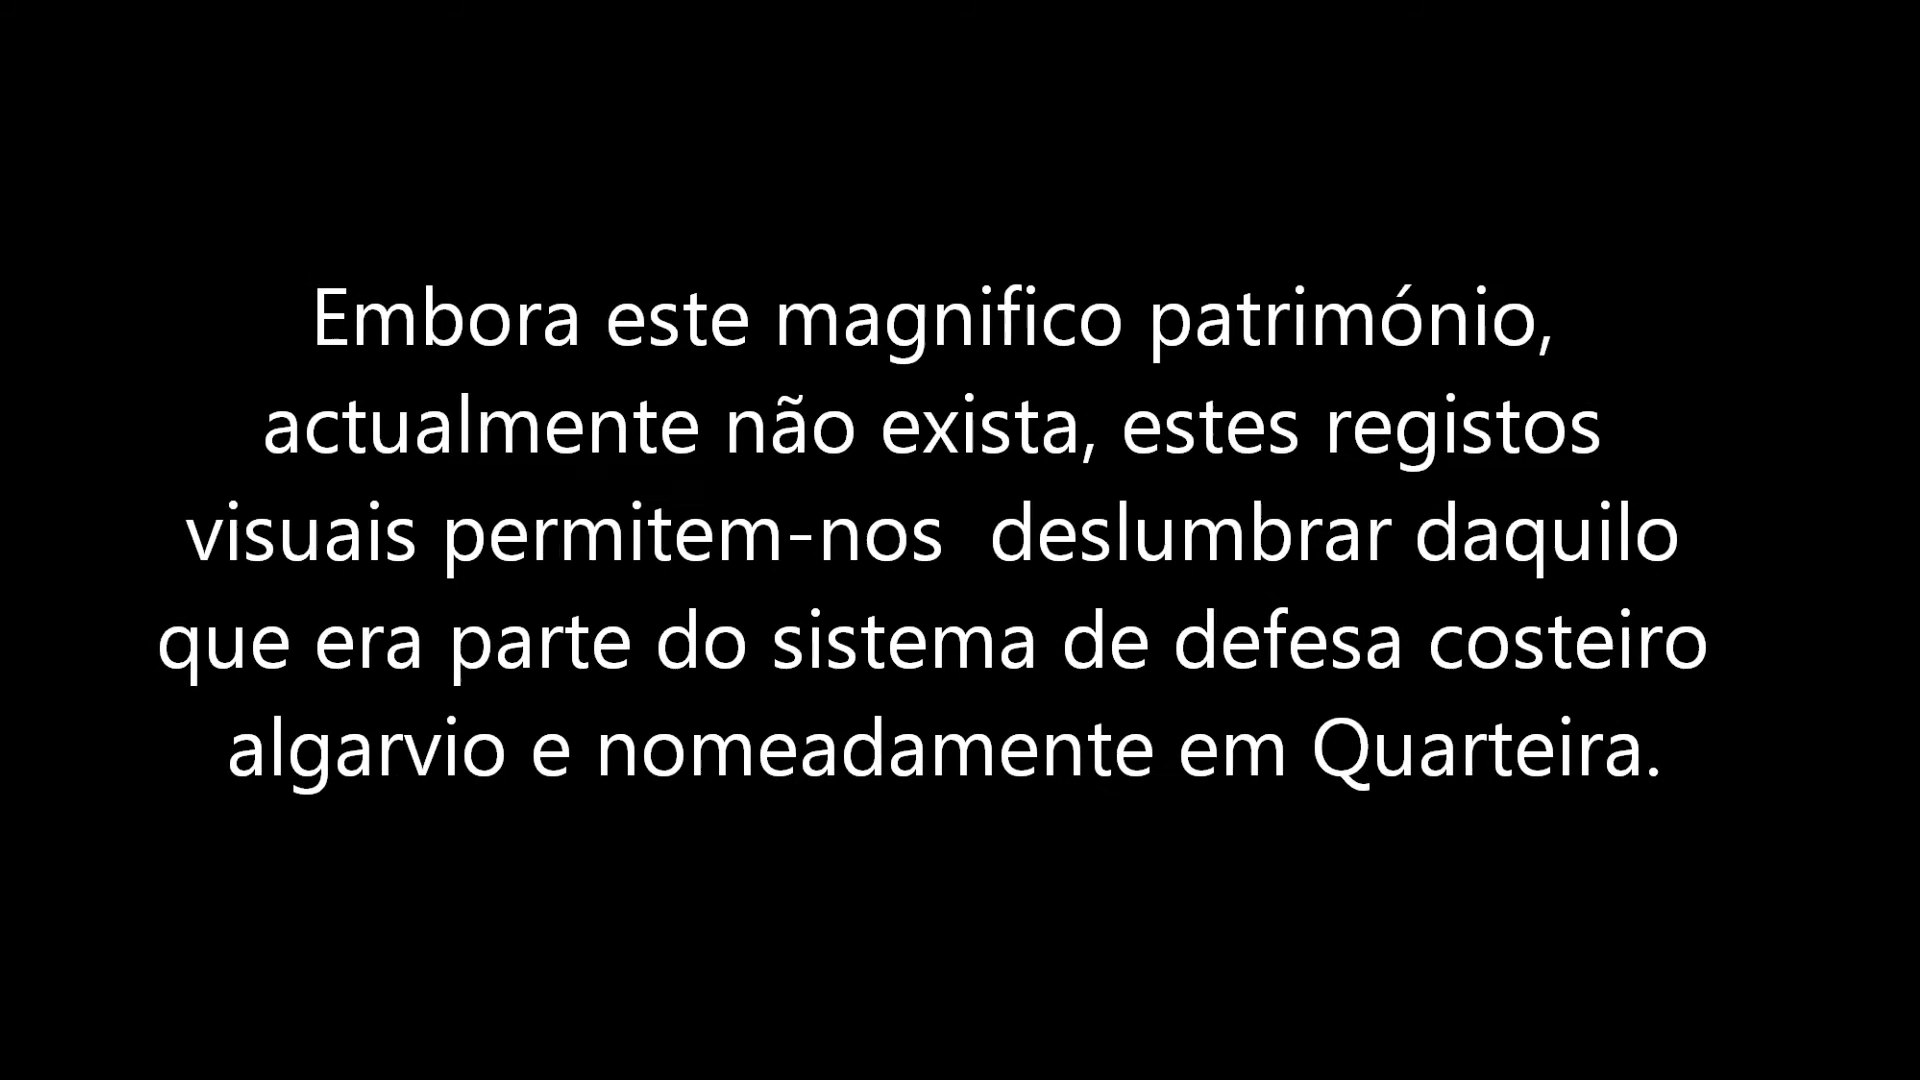 Embora este magnifico património,
actualmente não exista, estes registos
visuais permitem-nos  deslumbrar daquilo
que era parte do sistema de defesa costeiro
algarvio e nomeadamente em Quarteira.